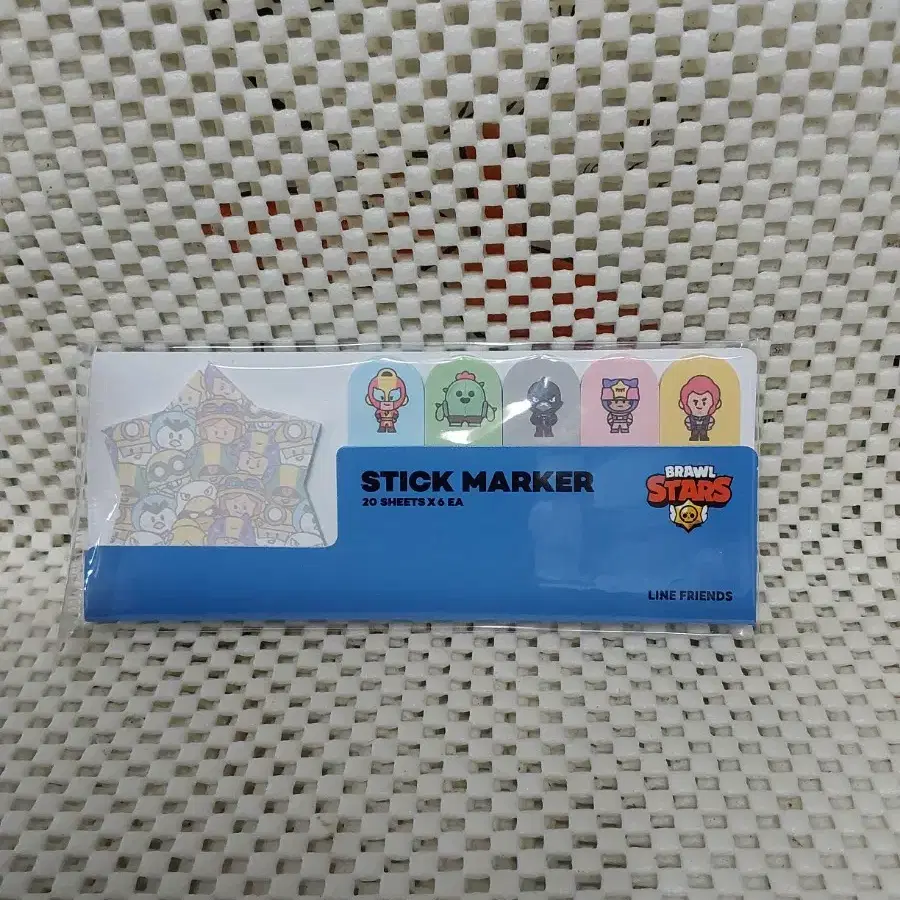 STICK MARKER
20 SHEETS X 6 EA
BRAWL
STARS
LINE FRIENDS